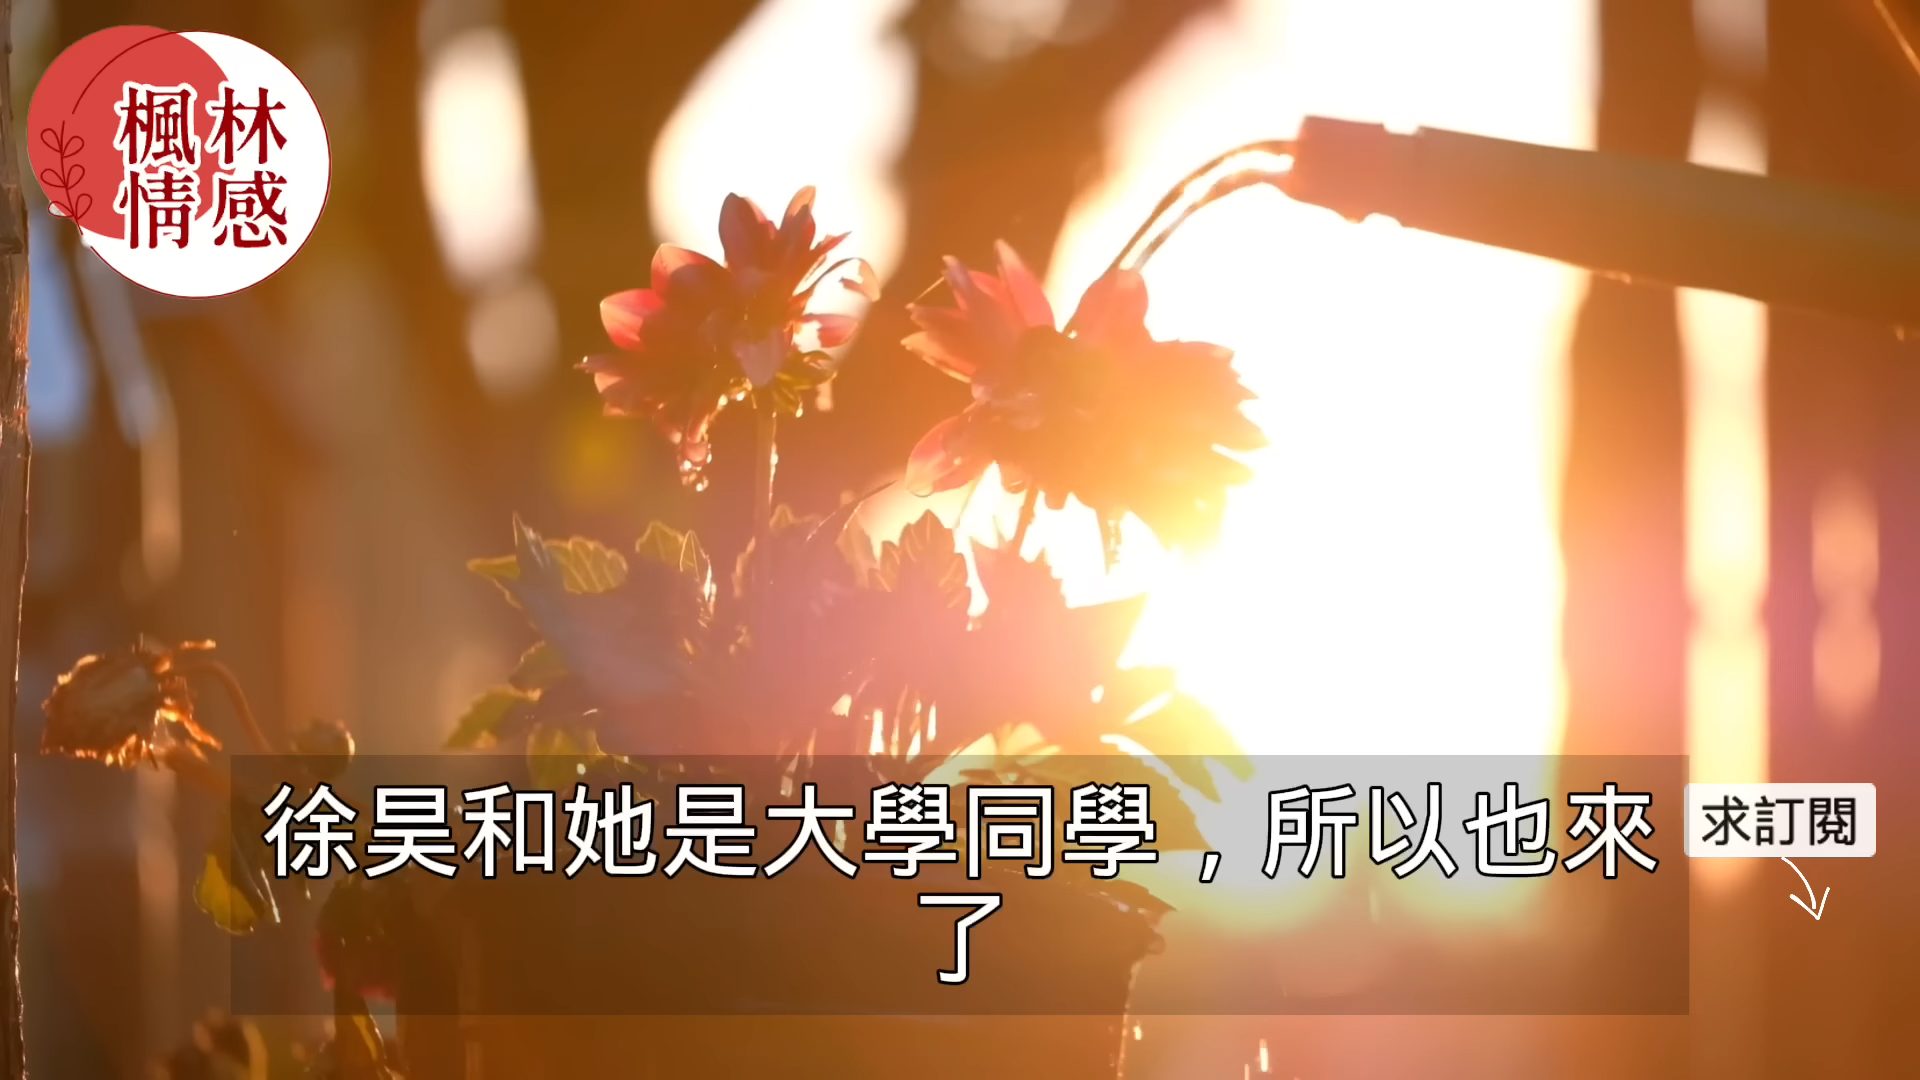 楓林
情感
徐昊和她是大學同學，所以也來
了
求訂閱